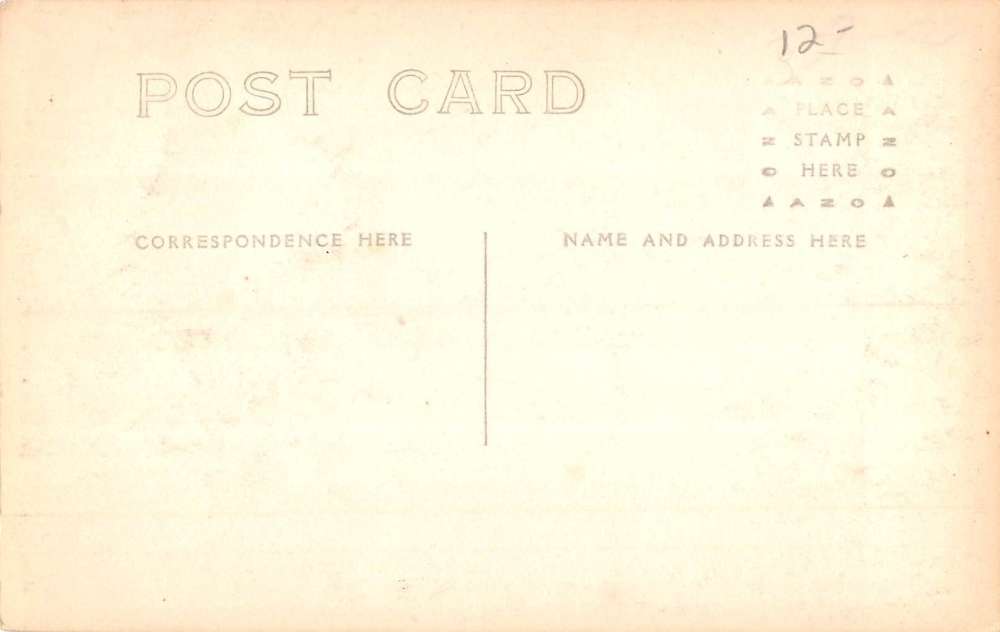 12-
POST CARD
▲ A Z O ▲
A PLACE A
Z STAMP Z
O HERE O
▲ A Z O ▲
CORRESPONDENCE HERE
NAME AND ADDRESS HERE